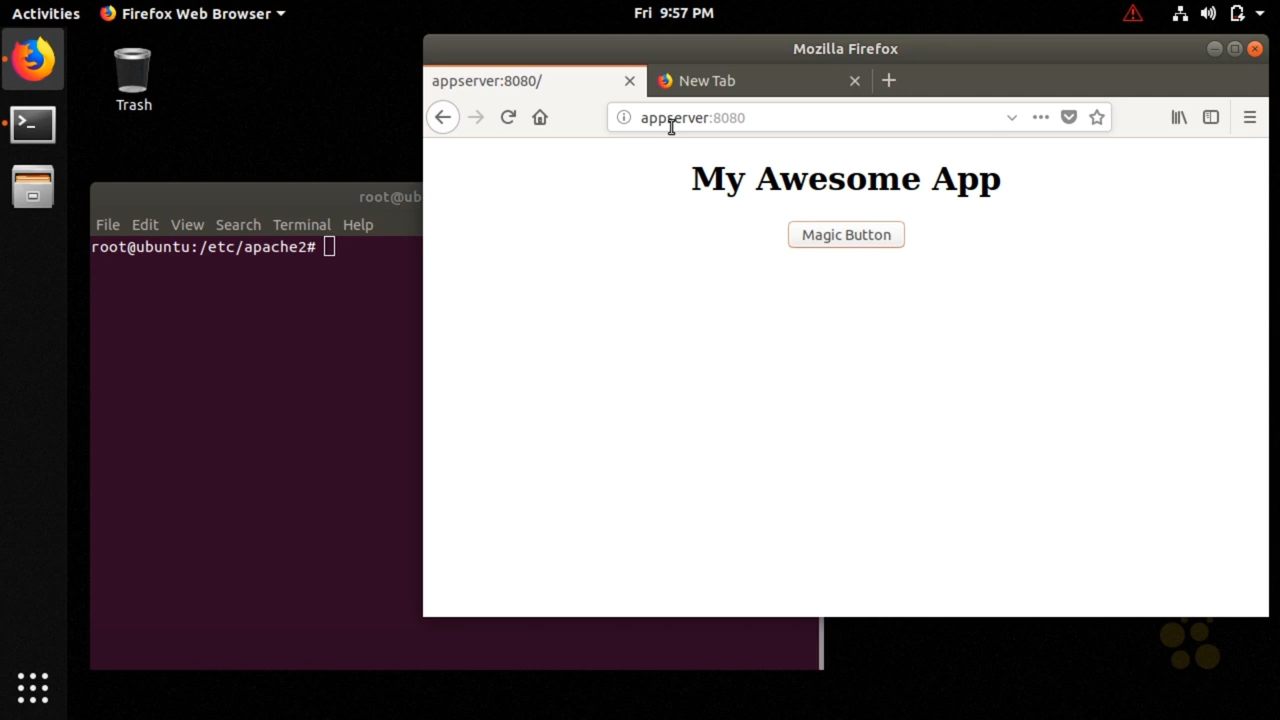 Activities Firefox Web Browser Fri 9:57 PM
Trash
Mozilla Firefox
appserver:8080/ New Tab
appserver:8080
My Awesome App
Magic Button
root@ub
File Edit View Search Terminal Help
root@ubuntu:/etc/apache2#